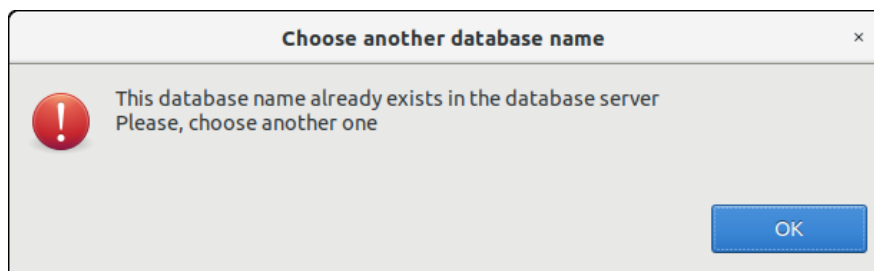 Choose another database name
This database name already exists in the database server
Please, choose another one
OK